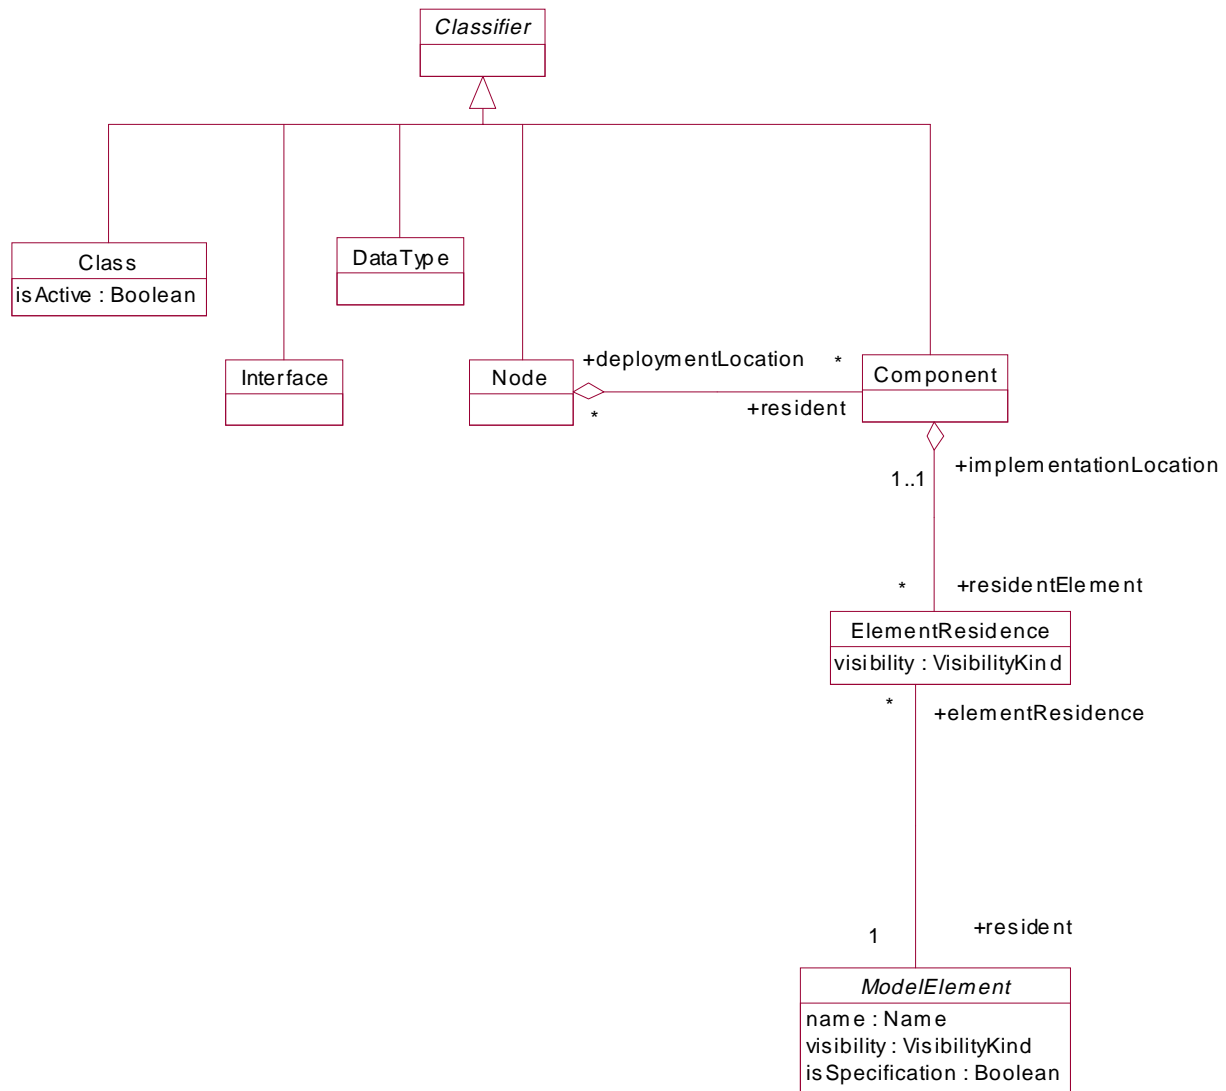 Classifier
Class
isActive : Boolean
DataType
Interface
Node
+deploymentLocation
*
*
+resident
Component
1..1
+implementationLocation
*
+residentElement
ElementResidence
visibility : VisibilityKind
*
+elementResidence
1
+resident
ModelElement
name : Name
visibility : VisibilityKind
isSpecification : Boolean